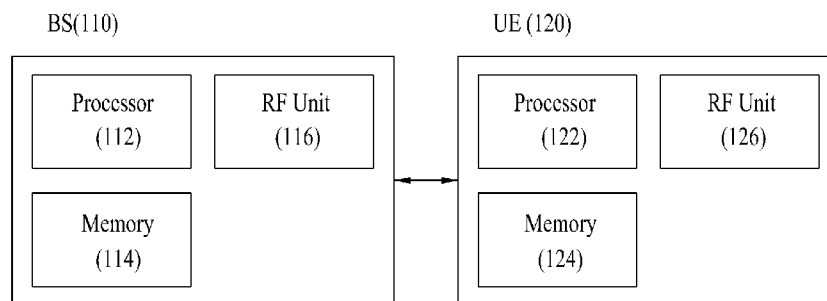 BS(110)
UE (120)
Processor
(112)
RF Unit
(116)
Processor
(122)
RF Unit
(126)
Memory
(114)
Memory
(124)